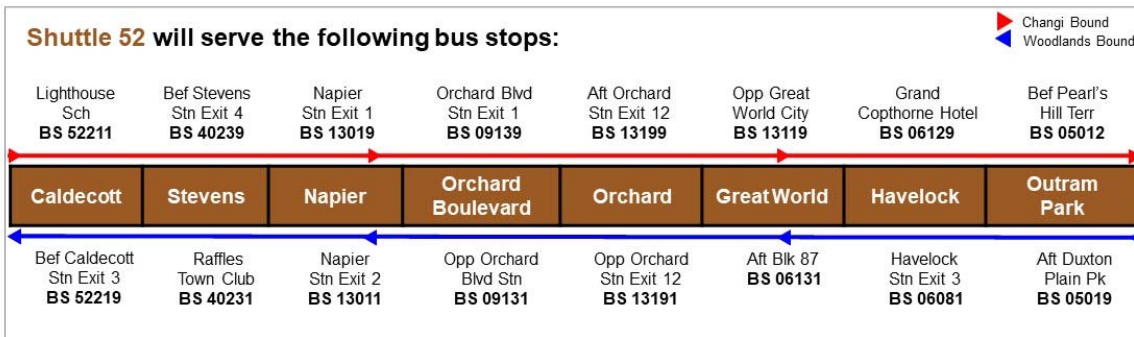 Shuttle 52 will serve the following bus stops:
Changi Bound
Woodlands Bound
Lighthouse
Sch
BS 52211
Bef Stevens
Stn Exit 4
BS 40239
Napier
Stn Exit 1
BS 13019
Orchard Blvd
Stn Exit 1
BS 09139
Aft Orchard
Stn Exit 12
BS 13199
Opp Great
World City
BS 13119
Grand
Copthorne Hotel
BS 06129
Bef Pearl's
Hill Terr
BS 05012
Caldecott
Stevens
Napier
Orchard
Boulevard
Orchard
Great World
Havelock
Outram
Park
Bef Caldecott
Stn Exit 3
BS 52219
Raffles
Town Club
BS 40231
Napier
Stn Exit 2
BS 13011
Opp Orchard
Blvd Stn
BS 09131
Opp Orchard
Stn Exit 12
BS 13191
Aft Blk 87
BS 06131
Havelock
Stn Exit 3
BS 06081
Aft Duxton
Plain Pk
BS 05019